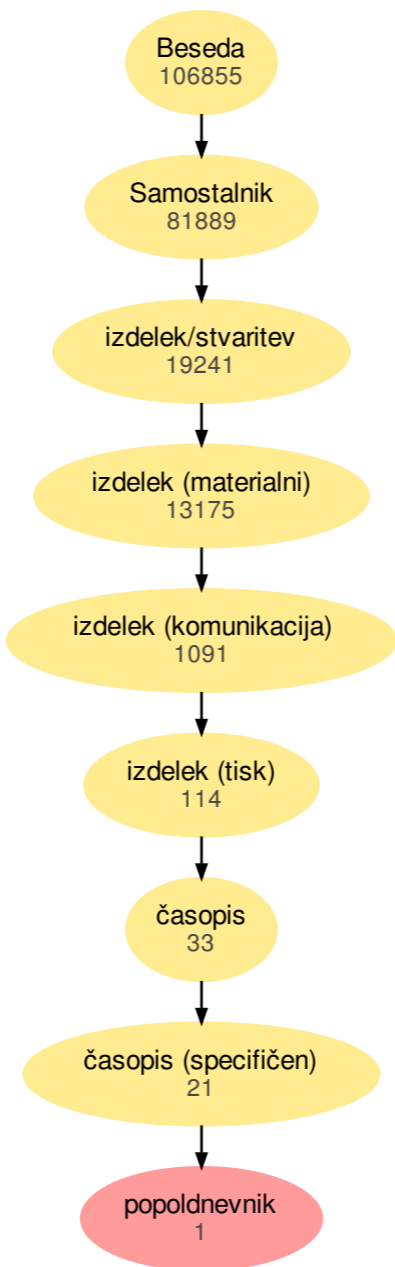 Beseda
106855
Samostalnik
81889
izdelek/stvaritev
19241
izdelek (materialni)
13175
izdelek (komunikacija)
1091
izdelek (tisk)
114
časopis
33
časopis (specifičen)
21
popoldnevnik
1